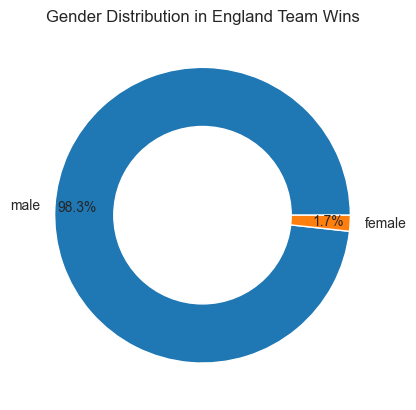 Gender Distribution in England Team Wins
male
98.3%
1.7%
female